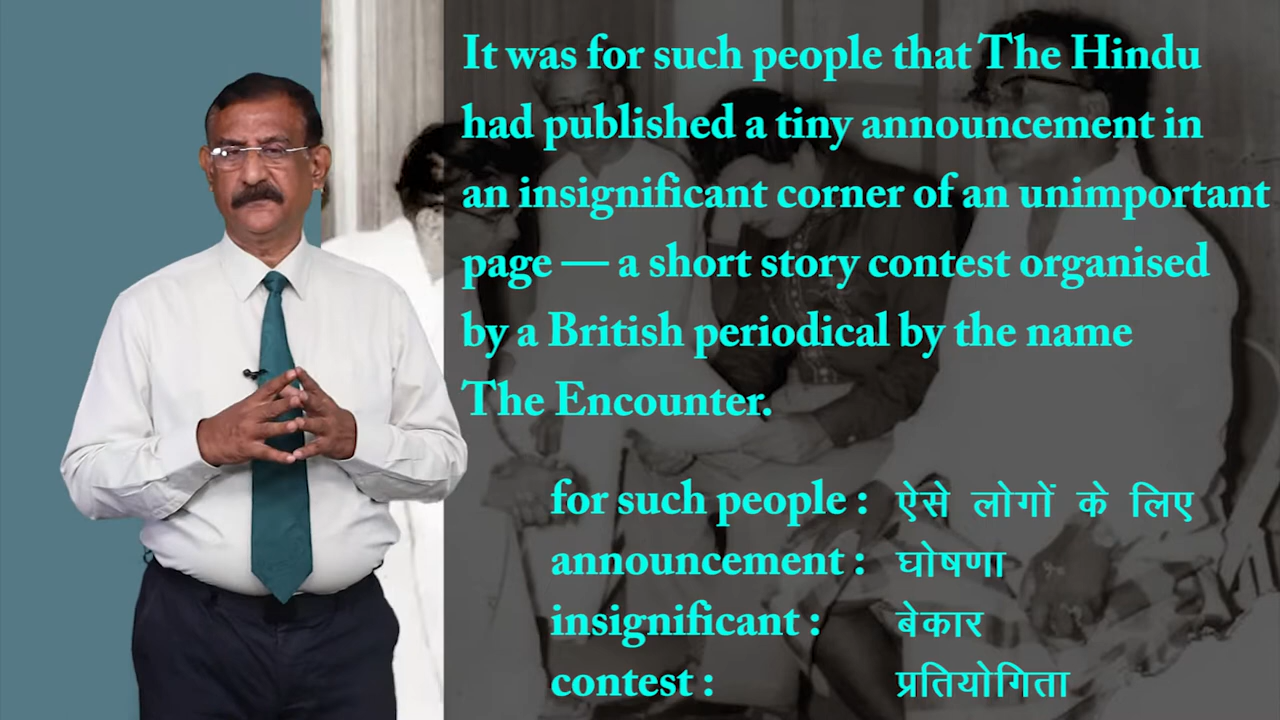 It was for such people that The Hindu
had published a tiny announcement in
an insignificant corner of an unimportant
page — a short story contest organised
by a British periodical by the name
The Encounter.
for such people : ऐसे लोगों के लिए
announcement : घोषणा
insignificant : बेकार
contest : प्रतियोगिता